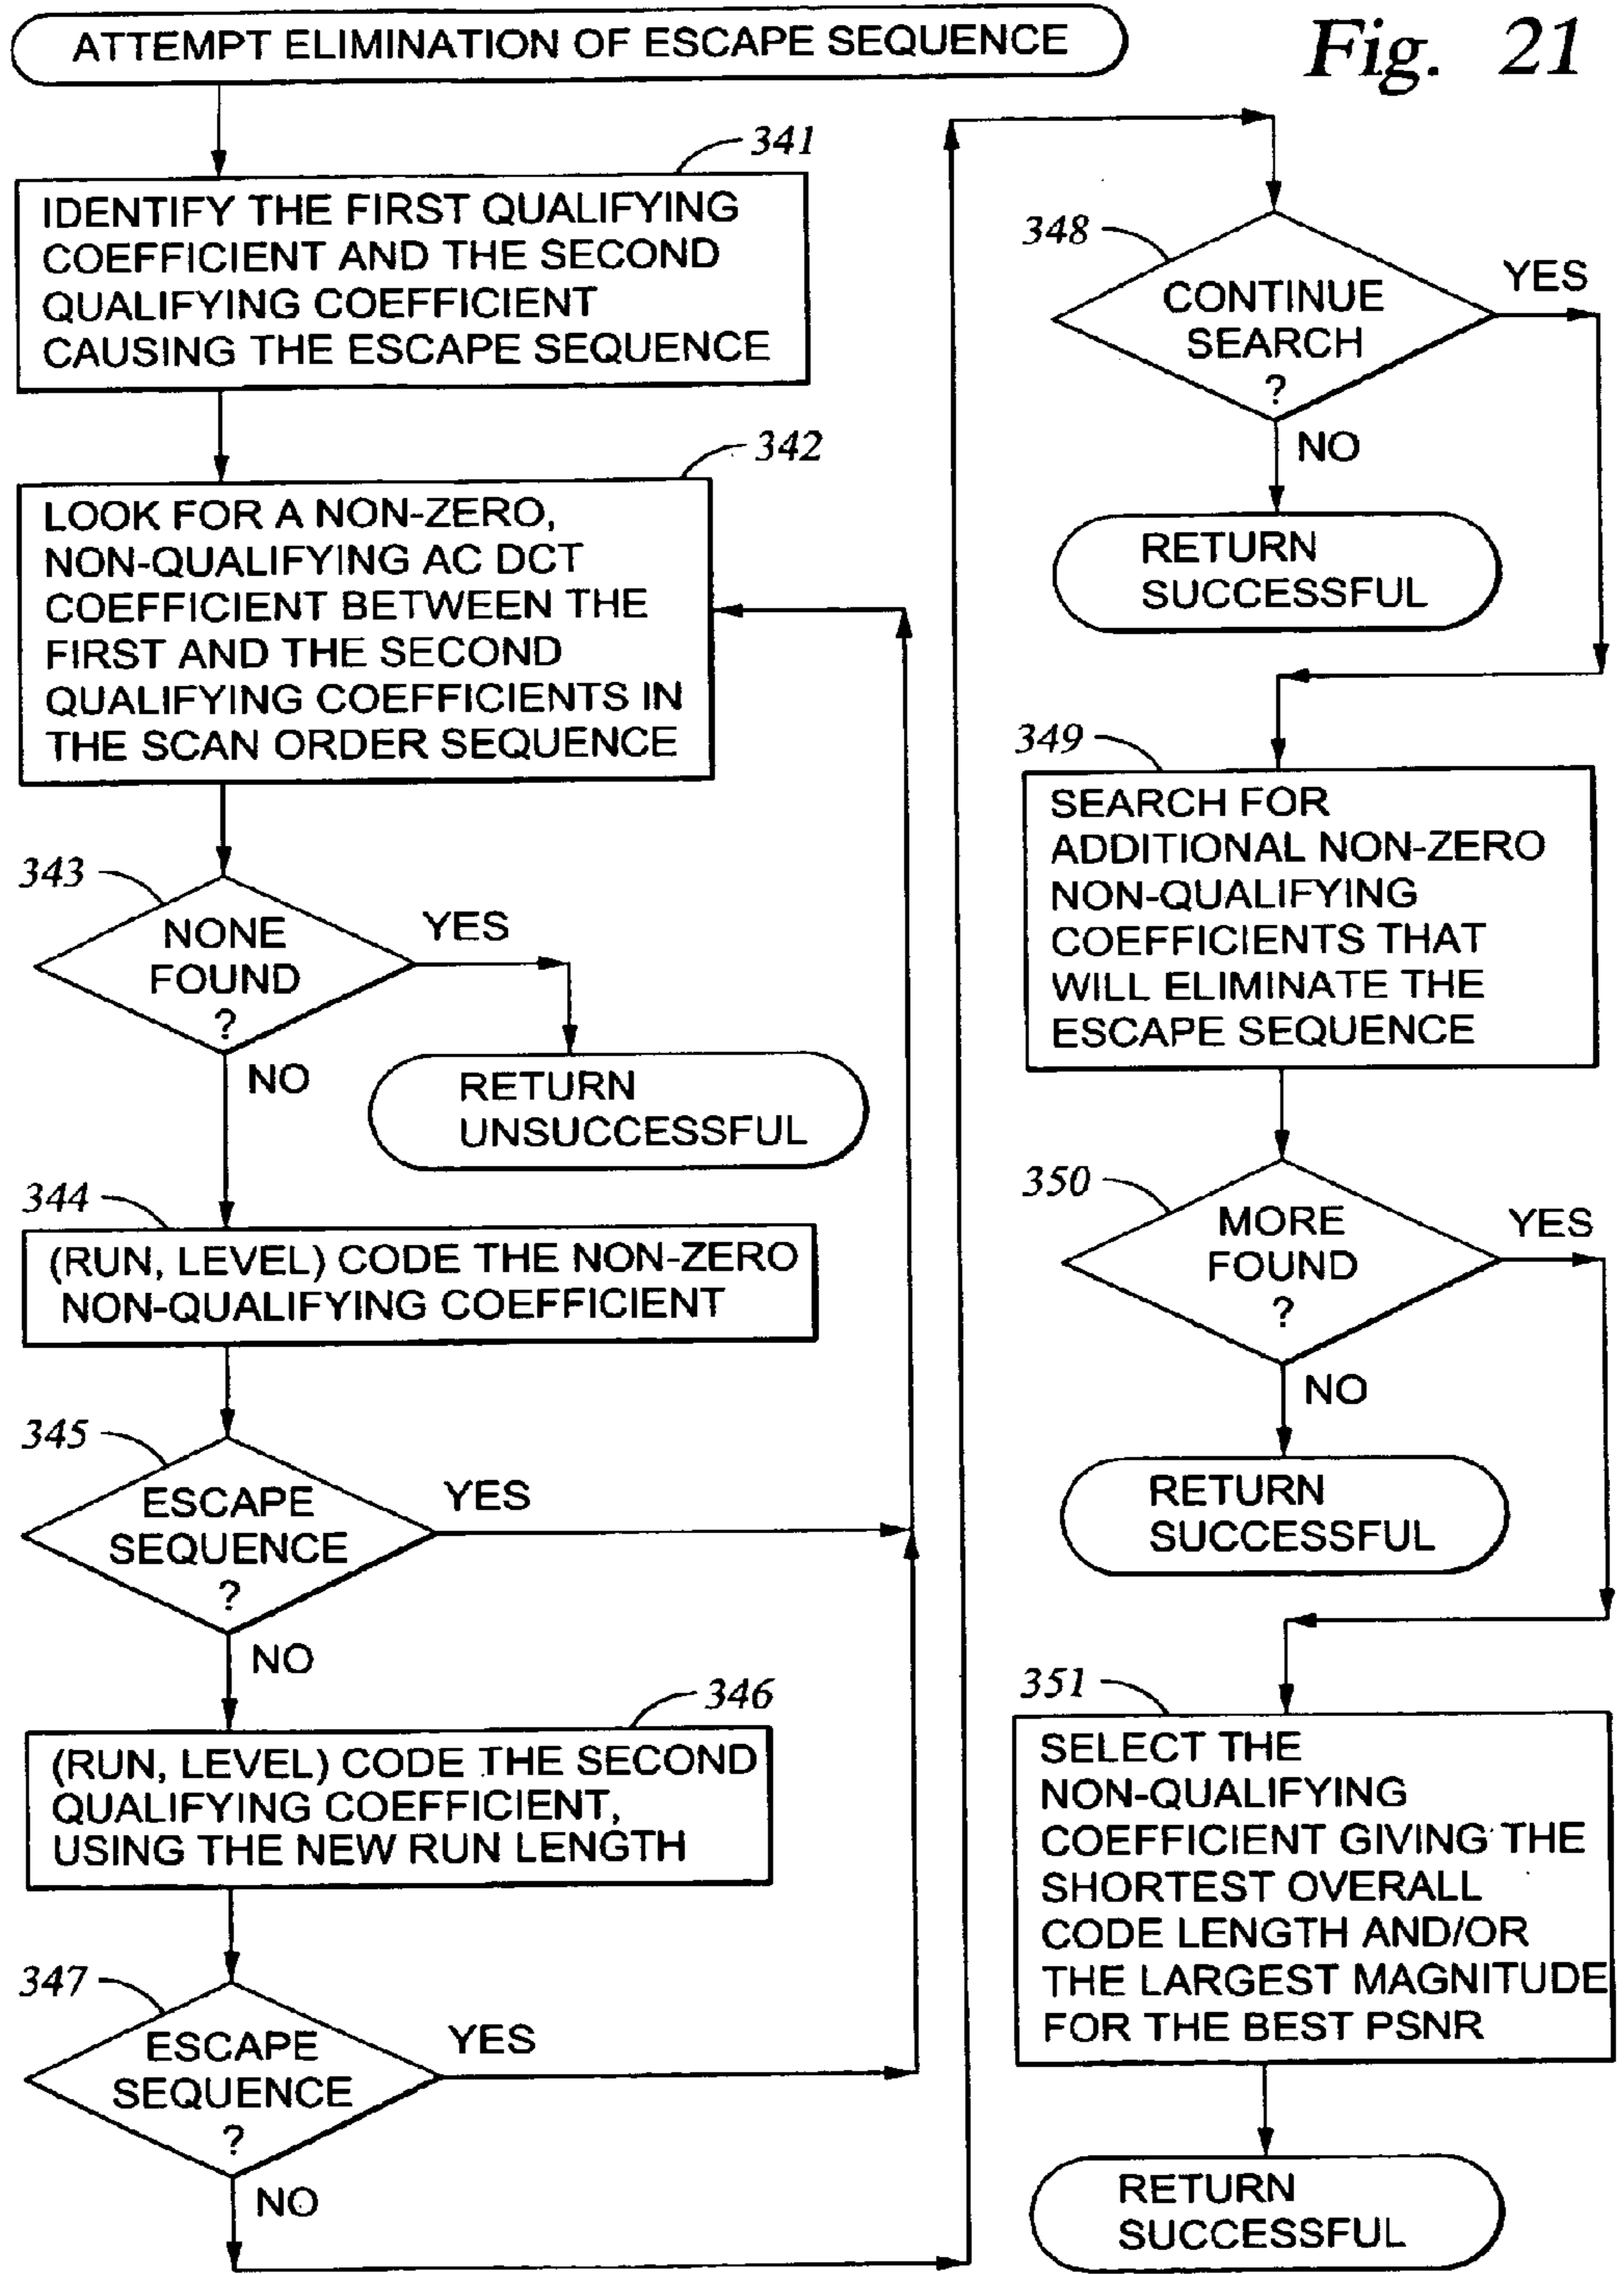 Fig. 21
ATTEMPT ELIMINATION OF ESCAPE SEQUENCE
341
IDENTIFY THE FIRST QUALIFYING
COEFFICIENT AND THE SECOND
QUALIFYING COEFFICIENT
CAUSING THE ESCAPE SEQUENCE
342
LOOK FOR A NON-ZERO,
NON-QUALIFYING AC DCT
COEFFICIENT BETWEEN THE
FIRST AND THE SECOND
QUALIFYING COEFFICIENTS IN
THE SCAN ORDER SEQUENCE
343
NONE
FOUND
?
YES
NO
RETURN
UNSUCCESSFUL
344
(RUN, LEVEL) CODE THE NON-ZERO
NON-QUALIFYING COEFFICIENT
345
ESCAPE
SEQUENCE
?
YES
NO
346
(RUN, LEVEL) CODE THE SECOND
QUALIFYING COEFFICIENT,
USING THE NEW RUN LENGTH
347
ESCAPE
SEQUENCE
?
YES
NO
348
CONTINUE
SEARCH
?
YES
NO
RETURN
SUCCESSFUL
349
SEARCH FOR
ADDITIONAL NON-ZERO
NON-QUALIFYING
COEFFICIENTS THAT
WILL ELIMINATE THE
ESCAPE SEQUENCE
350
MORE
FOUND
?
YES
NO
RETURN
SUCCESSFUL
351
SELECT THE
NON-QUALIFYING
COEFFICIENT GIVING THE
SHORTEST OVERALL
CODE LENGTH AND/OR
THE LARGEST MAGNITUDE
FOR THE BEST PSNR
RETURN
SUCCESSFUL